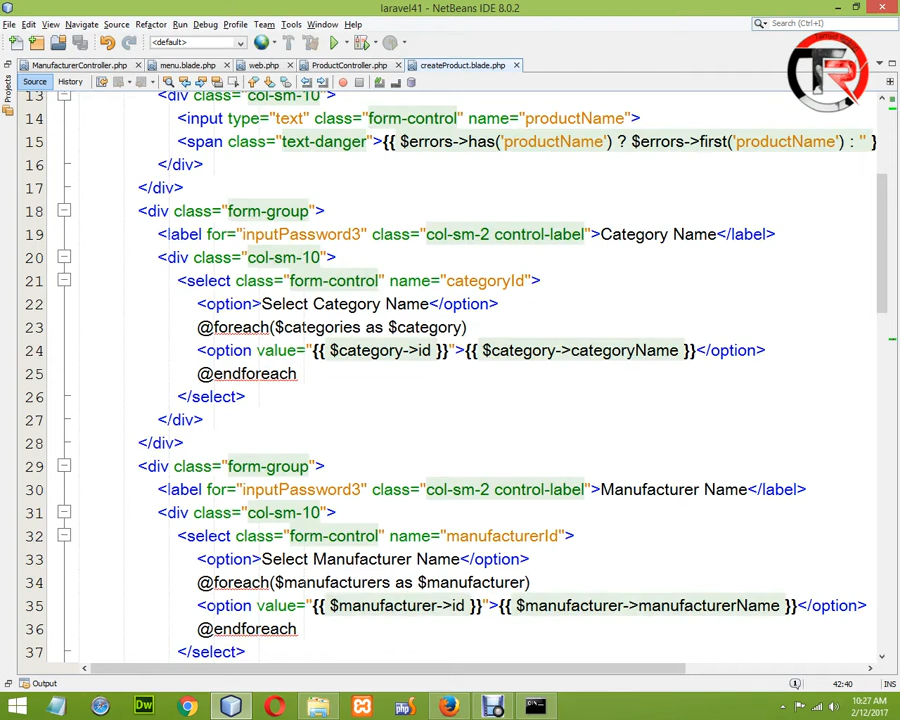 laravel41 - NetBeans IDE 8.0.2
File Edit View Navigate Source Refactor Run Debug Profile Team Tools Window Help
Search (Ctrl+I)
<default>
ManufacturerController.php menu.blade.php web.php ProductController.php createProduct.blade.php
Source History
Projects
13 <div class="col-sm-10">
14 <input type="text" class="form-control" name="productName">
15 <span class="text-danger">{{ $errors->has('productName') ? $errors->first('productName') : '' }
16 </div>
17 </div>
18 <div class="form-group">
19 <label for="inputPassword3" class="col-sm-2 control-label">Category Name</label>
20 <div class="col-sm-10">
21 <select class="form-control" name="categoryId">
22 <option>Select Category Name</option>
23 @foreach($categories as $category)
24 <option value="{{ $category->id }}">{{ $category->categoryName }}</option>
25 @endforeach
26 </select>
27 </div>
28 </div>
29 <div class="form-group">
30 <label for="inputPassword3" class="col-sm-2 control-label">Manufacturer Name</label>
31 <div class="col-sm-10">
32 <select class="form-control" name="manufacturerId">
33 <option>Select Manufacturer Name</option>
34 @foreach($manufacturers as $manufacturer)
35 <option value="{{ $manufacturer->id }}">{{ $manufacturer->manufacturerName }}</option>
36 @endforeach
37 </select>
Output
42:40 INS
Dw php
10:27 AM
2/12/2017